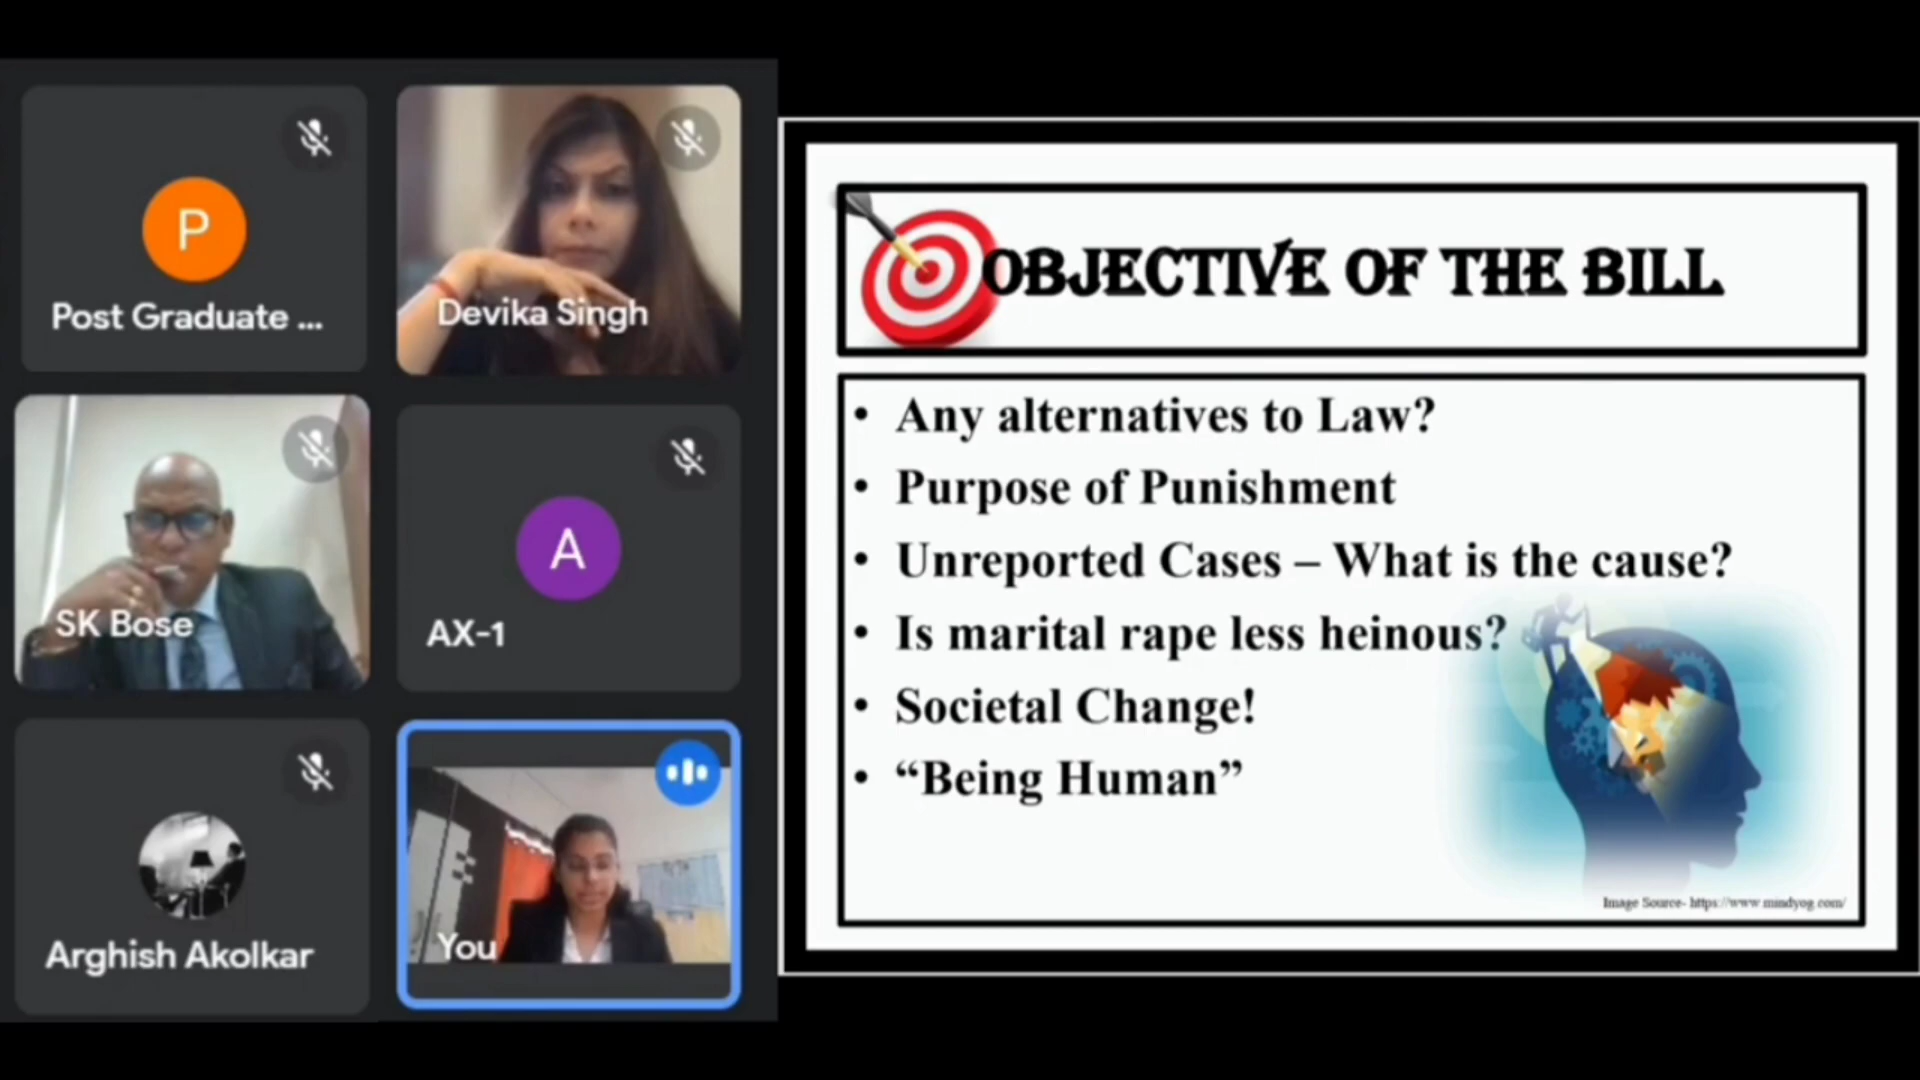 P
Post Graduate ...
Devika Singh
SK Bose
A
AX-1
Arghish Akolkar
You
OBJECTIVE OF THE BILL
• Any alternatives to Law?
• Purpose of Punishment
• Unreported Cases – What is the cause?
• Is marital rape less heinous?
• Societal Change!
• “Being Human”
Image Source- https://www.mindyog.com/